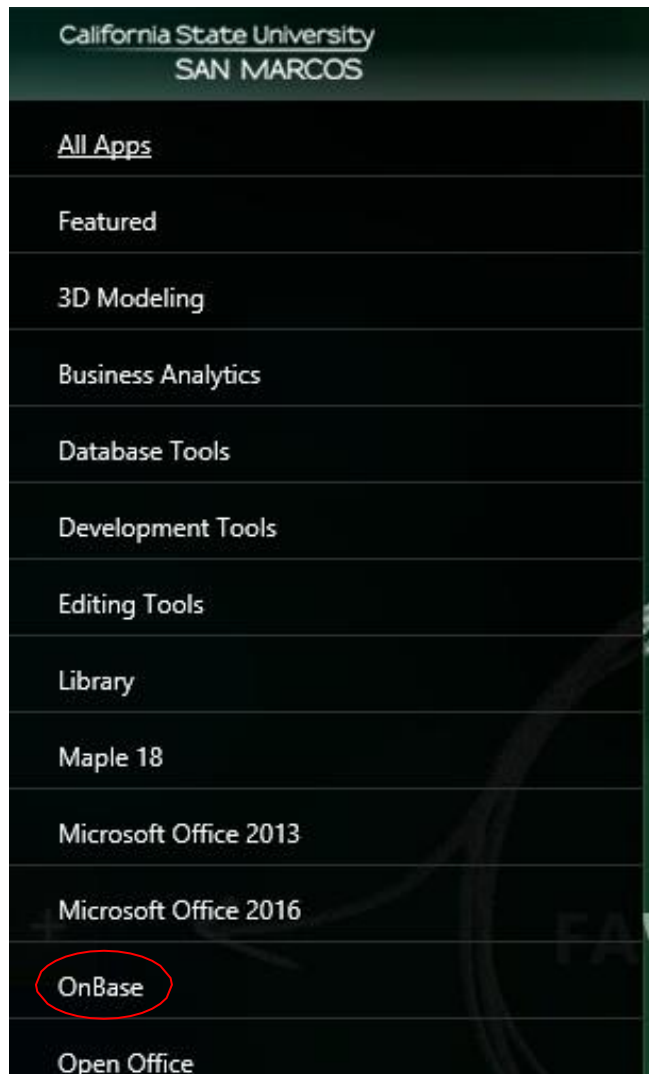 California State University
SAN MARCOS
All Apps
Featured
3D Modeling
Business Analytics
Database Tools
Development Tools
Editing Tools
Library
Maple 18
Microsoft Office 2013
Microsoft Office 2016
OnBase
Open Office